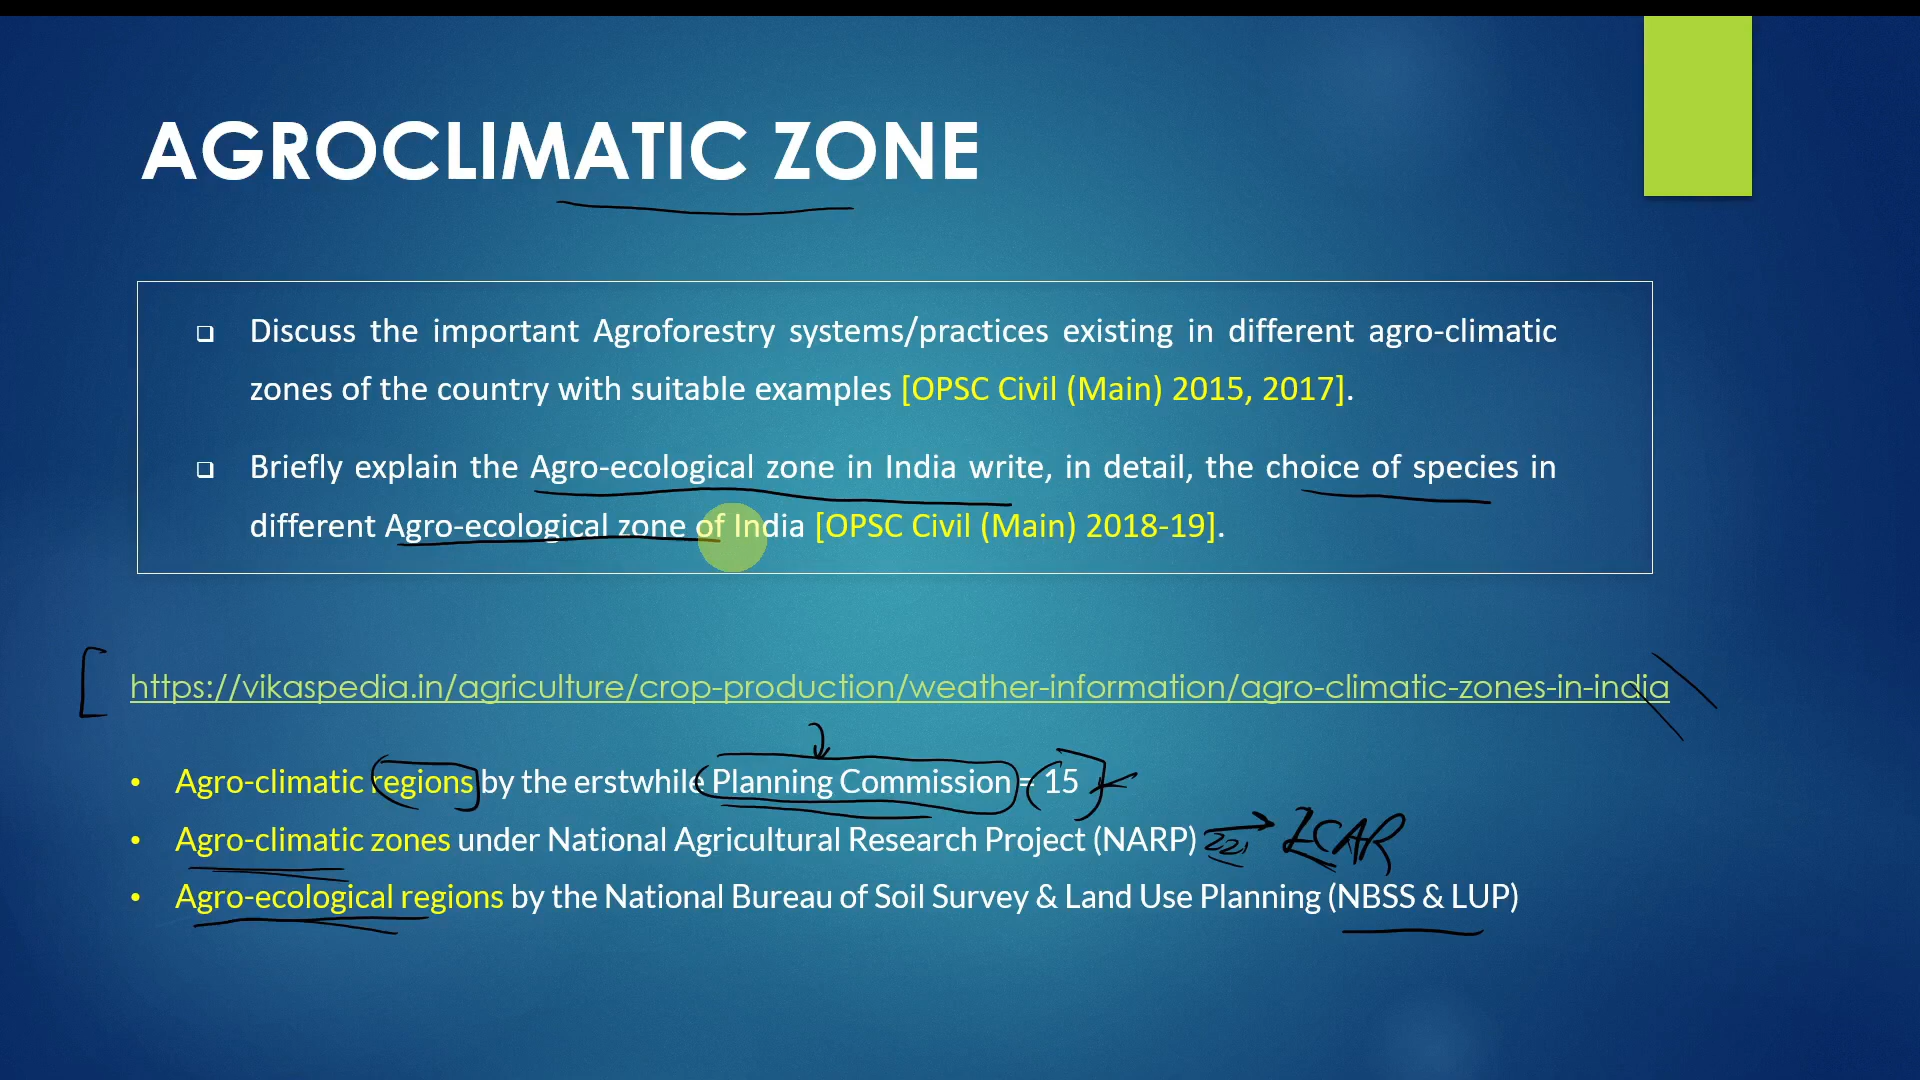 AGROCLIMATIC ZONE
❑ Discuss the important Agroforestry systems/practices existing in different agro-climatic
zones of the country with suitable examples [OPSC Civil (Main) 2015, 2017].
❑ Briefly explain the Agro-ecological zone in India write, in detail, the choice of species in
different Agro-ecological zone of India [OPSC Civil (Main) 2018-19].
https://vikaspedia.in/agriculture/crop-production/weather-information/agro-climatic-zones-in-india
• Agro-climatic regions by the erstwhile Planning Commission = 15
• Agro-climatic zones under National Agricultural Research Project (NARP) ICAR
• Agro-ecological regions by the National Bureau of Soil Survey & Land Use Planning (NBSS & LUP)